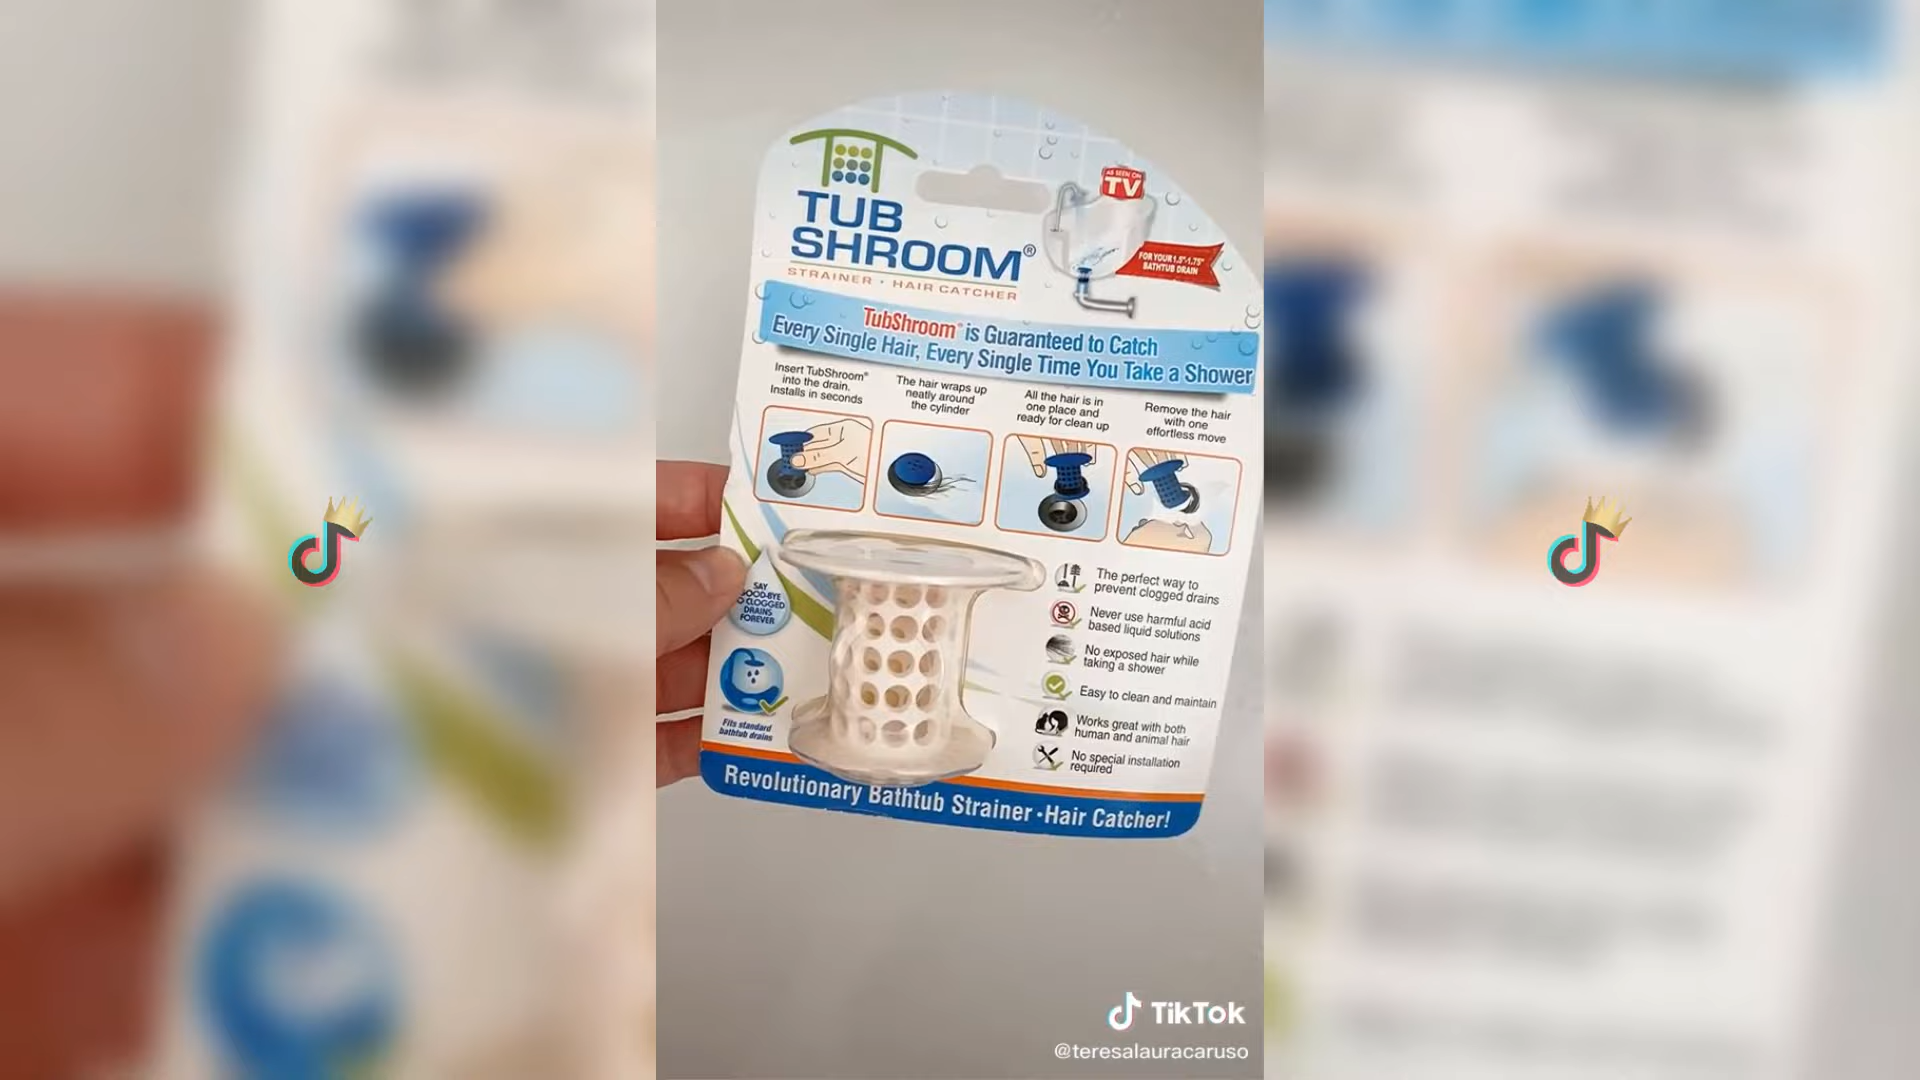 AS SEEN ON
TV
TUB
SHROOM®
STRAINER • HAIR CATCHER
FOR YOUR 1.5"-1.75"
BATHTUB DRAIN
TubShroom® is Guaranteed to Catch
Every Single Hair, Every Single Time You Take a Shower
Insert TubShroom®
into the drain.
Installs in seconds
The hair wraps up
neatly around
the cylinder
All the hair is in
one place and
ready for clean up
Remove the hair
with one
effortless move
SAY
GOOD-BYE
TO CLOGGED
DRAINS
FOREVER
Fits standard
bathtub drains
The perfect way to
prevent clogged drains
Never use harmful acid
based liquid solutions
No exposed hair while
taking a shower
Easy to clean and maintain
Works great with both
human and animal hair
No special installation
required
Revolutionary Bathtub Strainer • Hair Catcher!
TikTok
@teresalauracaruso